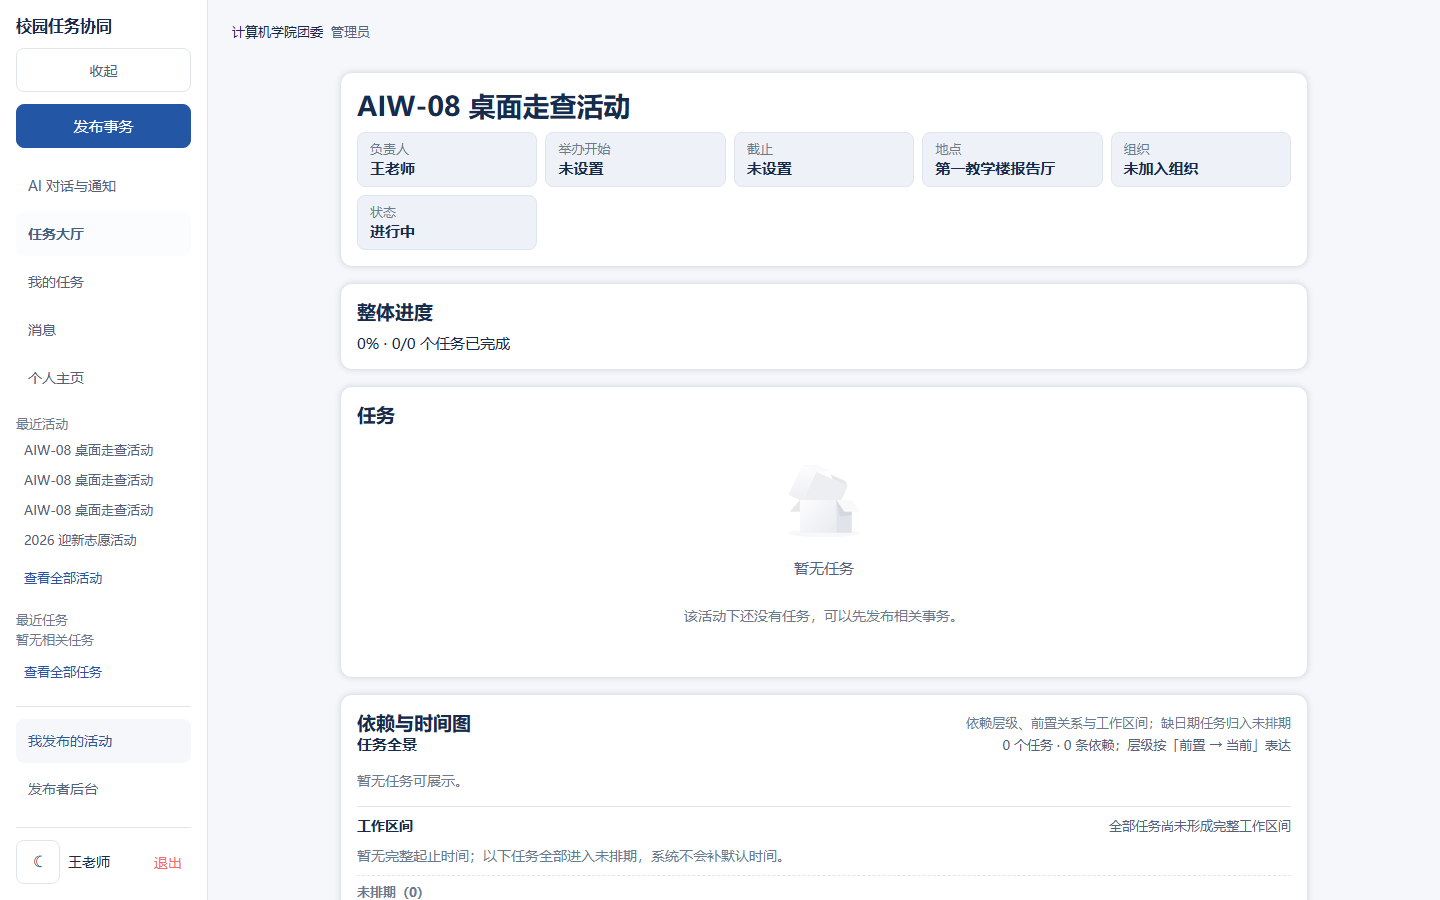 校园任务协同
收起
发布事务
AI 对话与通知
任务大厅
我的任务
消息
个人主页
最近活动
AIW-08 桌面走查活动
AIW-08 桌面走查活动
AIW-08 桌面走查活动
2026 迎新志愿活动
查看全部活动
最近任务
暂无相关任务
查看全部任务
我发布的活动
发布者后台
王老师
退出
计算机学院团委 管理员
AIW-08 桌面走查活动
负责人
王老师
举办开始
未设置
截止
未设置
地点
第一教学楼报告厅
组织
未加入组织
状态
进行中
整体进度
0% · 0/0 个任务已完成
任务
暂无任务
该活动下还没有任务，可以先发布相关事务。
依赖与时间图
依赖层级、前置关系与工作区间；缺日期任务归入未排期
任务全景
0 个任务 · 0 条依赖；层级按「前置 → 当前」表达
暂无任务可展示。
工作区间
全部任务尚未形成完整工作区间
暂无完整起止时间；以下任务全部进入未排期，系统不会补默认时间。
未排期（0）